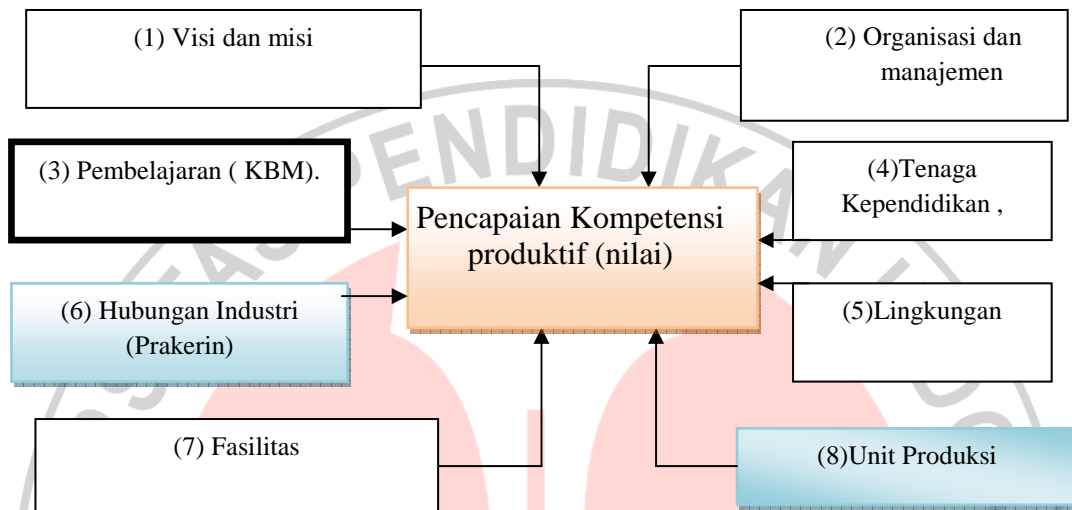 (1) Visi dan misi
(2) Organisasi dan
manajemen
(3) Pembelajaran ( KBM).
(4)Tenaga
Kependidikan ,
Pencapaian Kompetensi
produktif (nilai)
(6) Hubungan Industri
(Prakerin)
(5)Lingkungan
(7) Fasilitas
(8)Unit Produksi